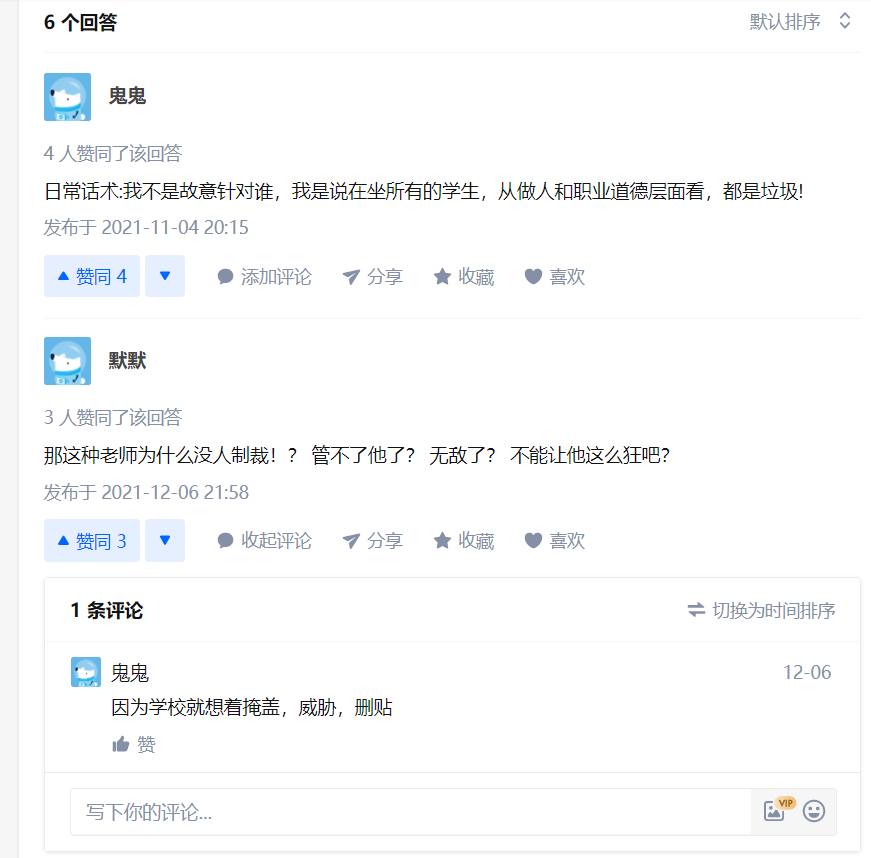 6 个回答 默认排序
鬼鬼
4 人赞同了该回答
日常话术:我不是故意针对谁，我是说在坐所有的学生，从做人和职业道德层面看，都是垃圾!
发布于 2021-11-04 20:15
赞同 4 添加评论 分享 收藏 喜欢
默默
3 人赞同了该回答
那这种老师为什么没人制裁！？ 管不了他了？ 无敌了？ 不能让他这么狂吧?
发布于 2021-12-06 21:58
赞同 3 收起评论 分享 收藏 喜欢
1 条评论 切换为时间排序
鬼鬼 12-06
因为学校就想着掩盖，威胁，删贴
赞
写下你的评论... VIP